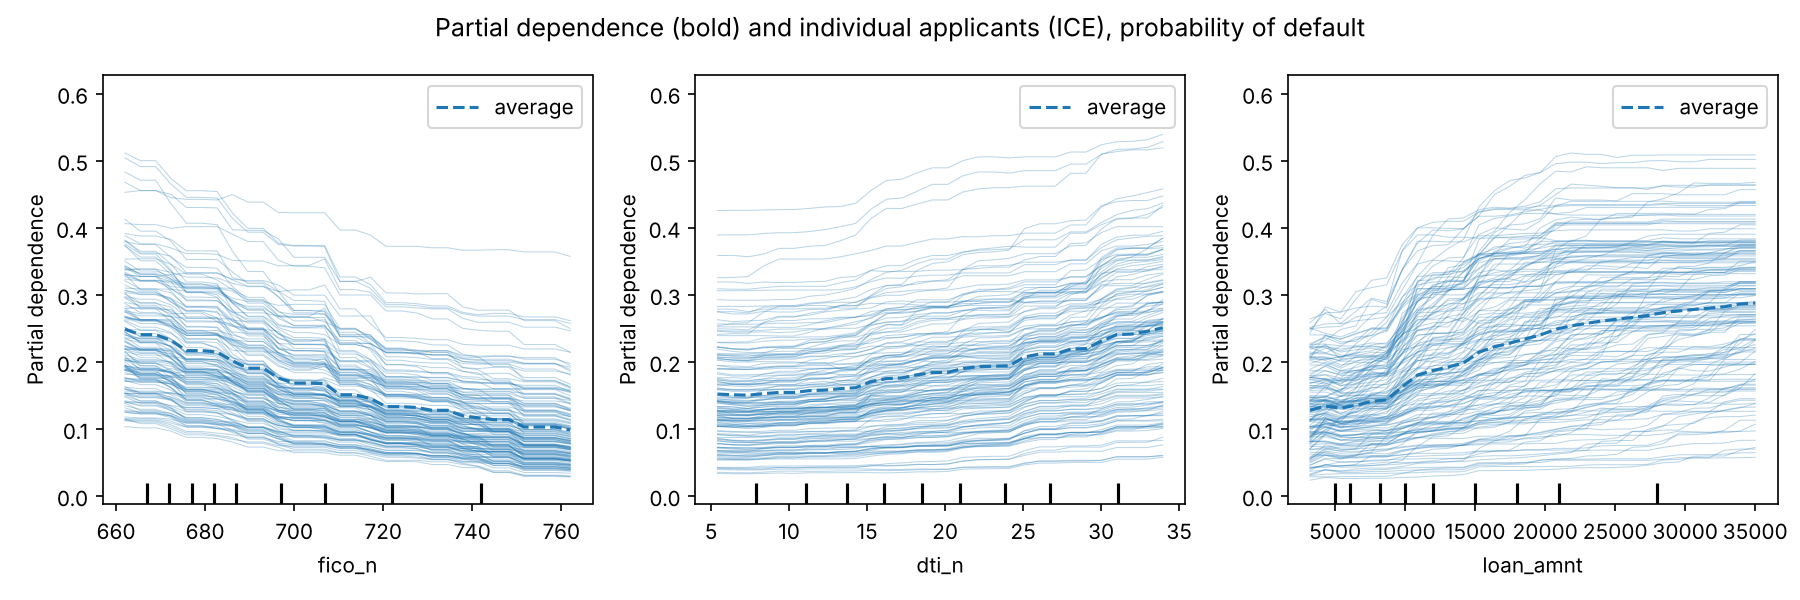 Partial dependence (bold) and individual applicants (ICE), probability of default
average
0.6
0.5
0.4
0.3
0.2
0.1
0.0
Partial dependence
660 680 700 720 740 760
fico_n
average
0.6
0.5
0.4
0.3
0.2
0.1
0.0
Partial dependence
5 10 15 20 25 30 35
dti_n
average
0.6
0.5
0.4
0.3
0.2
0.1
0.0
Partial dependence
5000 10000 15000 20000 25000 30000 35000
loan_amnt